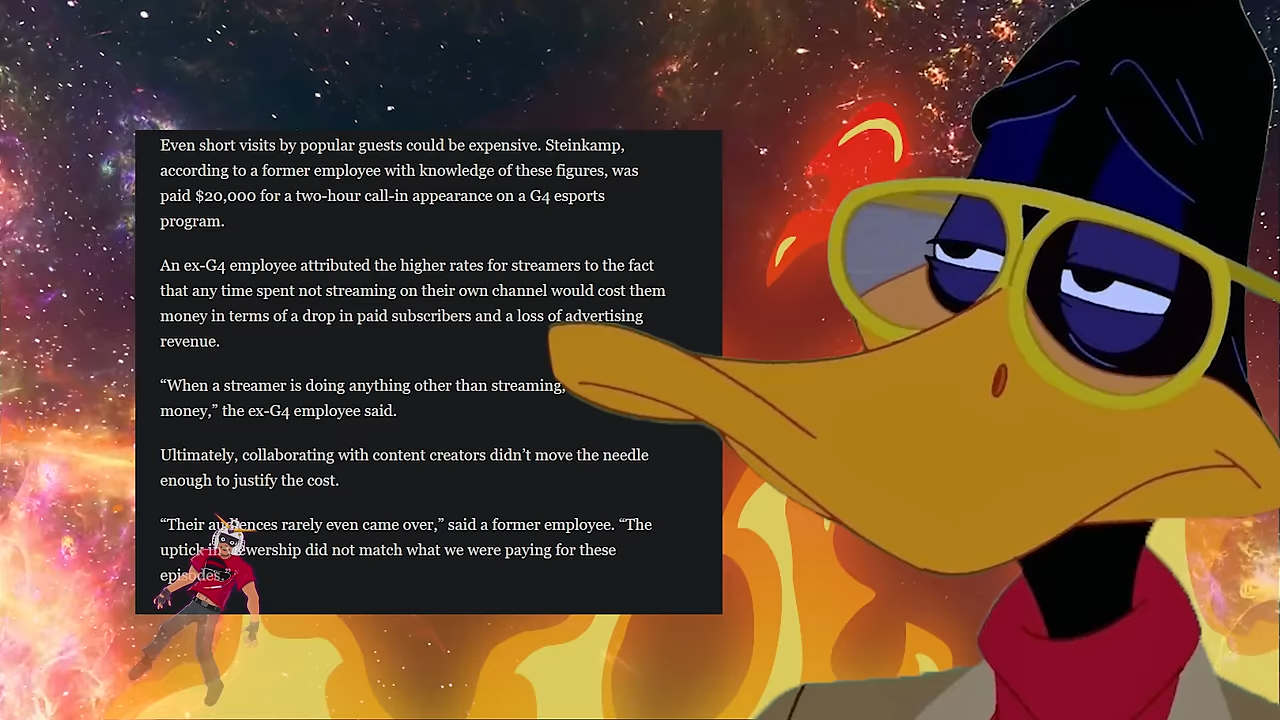 Even short visits by popular guests could be expensive. Steinkamp,
according to a former employee with knowledge of these figures, was
paid $20,000 for a two-hour call-in appearance on a G4 esports
program.
An ex-G4 employee attributed the higher rates for streamers to the fact
that any time spent not streaming on their own channel would cost them
money in terms of a drop in paid subscribers and a loss of advertising
revenue.
“When a streamer is doing anything other than streaming,
money,” the ex-G4 employee said.
Ultimately, collaborating with content creators didn’t move the needle
enough to justify the cost.
“Their audiences rarely even came over,” said a former employee. “The
uptick viewership did not match what we were paying for these
episodes.”